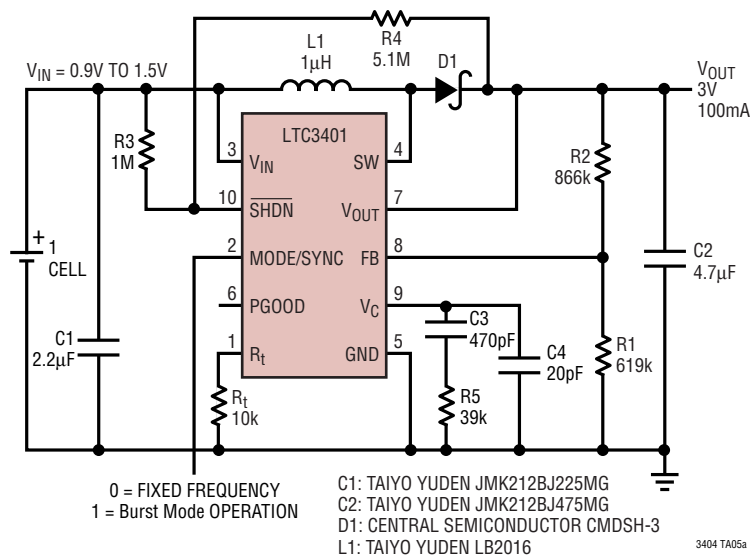 R4
5.1M
L1
1µH
D1
VIN = 0.9V TO 1.5V
VOUT
3V
100mA
R3
1M
LTC3401
3
VIN
SW
4
R2
866k
10
SHDN
VOUT
7
+
1
CELL
2
MODE/SYNC
FB
8
C2
4.7µF
6
PGOOD
VC
9
C3
470pF
C1
2.2µF
1
Rt
GND
5
C4
20pF
R1
619k
Rt
10k
R5
39k
0 = FIXED FREQUENCY
1 = Burst Mode OPERATION
C1: TAIYO YUDEN JMK212BJ225MG
C2: TAIYO YUDEN JMK212BJ475MG
D1: CENTRAL SEMICONDUCTOR CMDSH-3
L1: TAIYO YUDEN LB2016
3404 TA05a